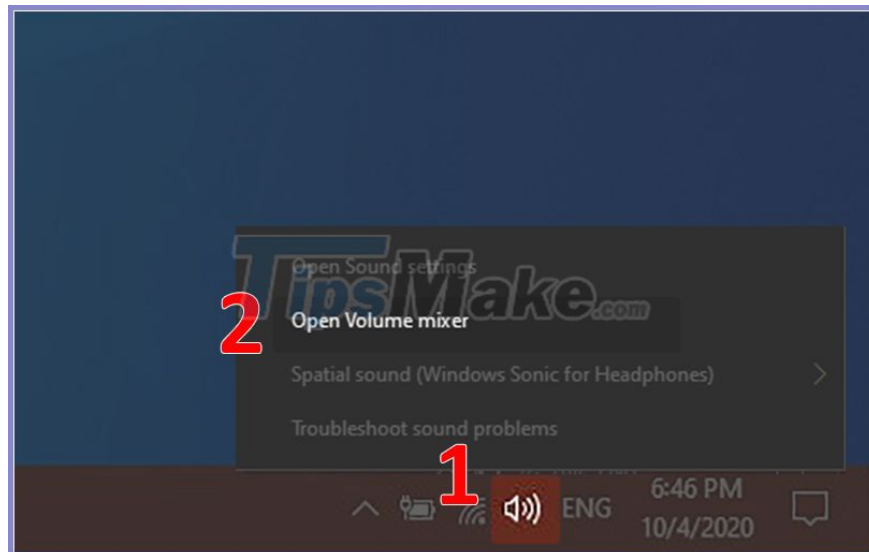 Open Sound settings
TipsMake.com
2
Open Volume mixer
Spatial sound (Windows Sonic for Headphones)
Troubleshoot sound problems
1
ENG
6:46 PM
10/4/2020